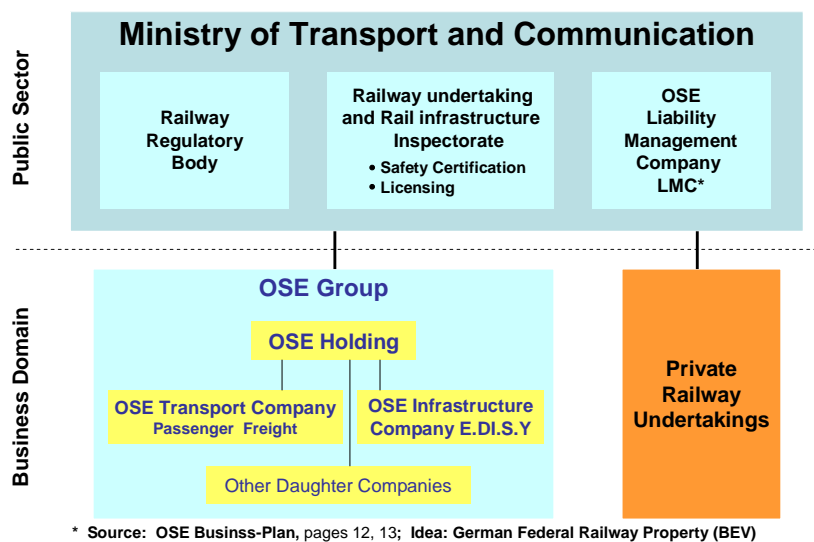 Public Sector
Ministry of Transport and Communication
Railway
Regulatory
Body
Railway undertaking
and Rail infrastructure
Inspectorate
• Safety Certification
• Licensing
OSE
Liability
Management
Company
LMC*
Business Domain
OSE Group
OSE Holding
OSE Transport Company
Passenger Freight
OSE Infrastructure
Company E.DI.S.Y
Other Daughter Companies
Private
Railway
Undertakings
* Source: OSE Businss-Plan, pages 12, 13; Idea: German Federal Railway Property (BEV)